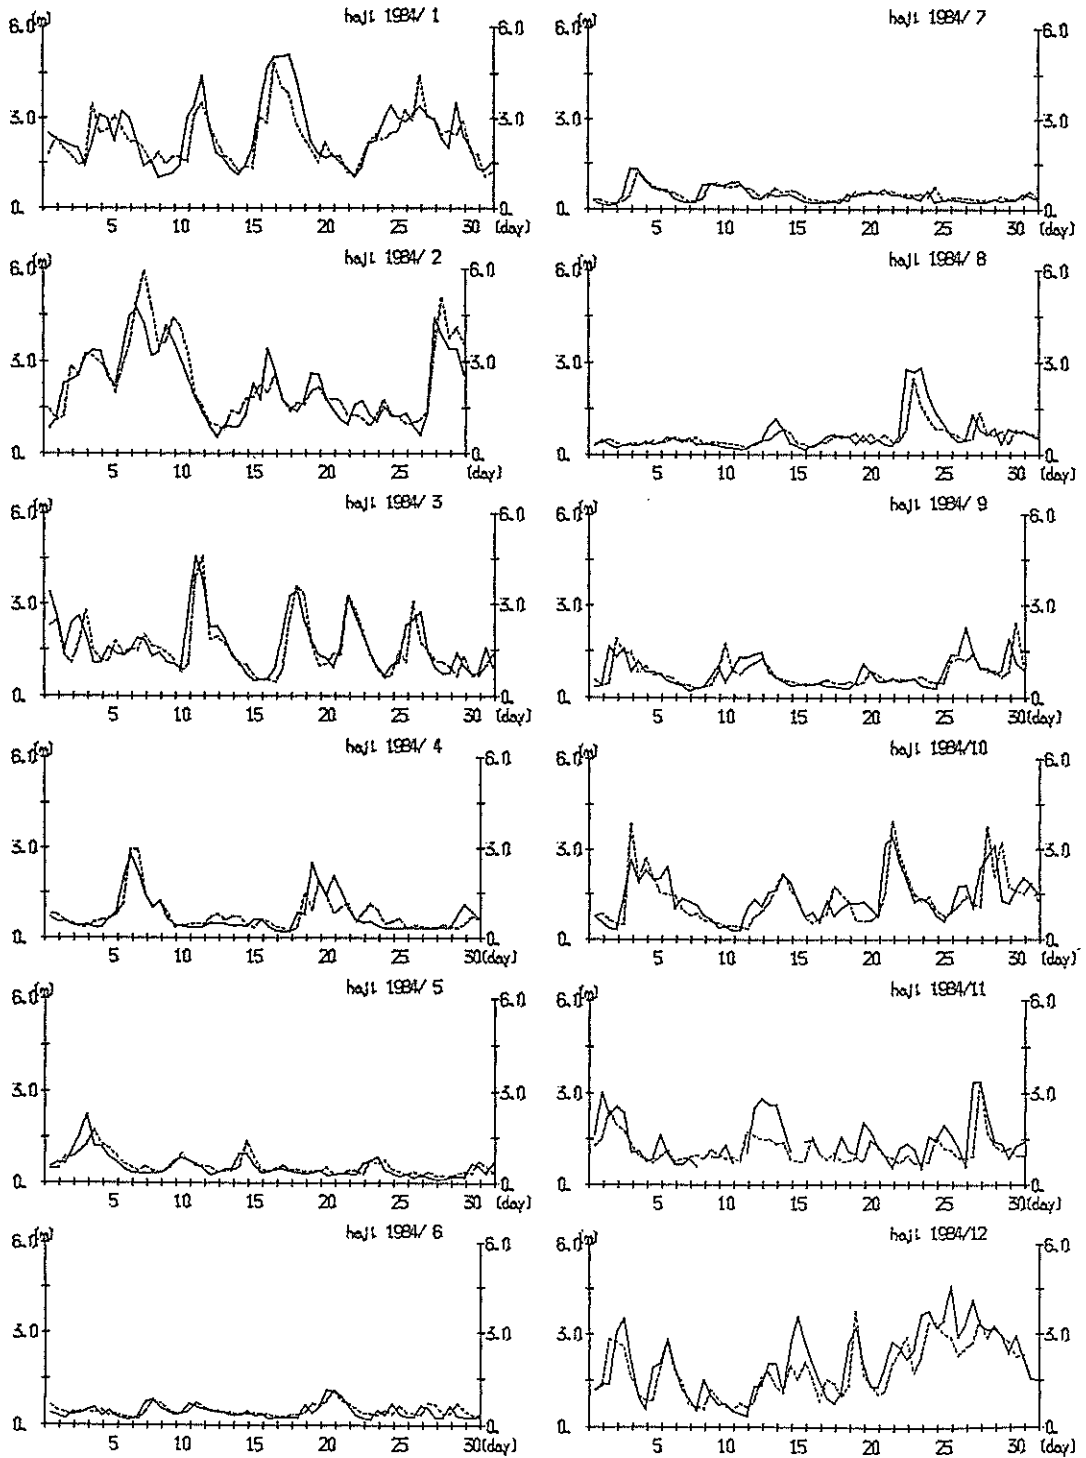 6.0 [m] haji 1984/ 1 6.0
3.0 3.0
0. 0.
5 10 15 20 25 30 [day]
6.0 [m] haji 1984/ 2 6.0
3.0 3.0
0. 0.
5 10 15 20 25 [day]
6.0 [m] haji 1984/ 3 6.0
3.0 3.0
0. 0.
5 10 15 20 25 30 [day]
6.0 [m] haji 1984/ 4 6.0
3.0 3.0
0. 0.
5 10 15 20 25 30 [day]
6.0 [m] haji 1984/ 5 6.0
3.0 3.0
0. 0.
5 10 15 20 25 30 [day]
6.0 [m] haji 1984/ 6 6.0
3.0 3.0
0. 0.
5 10 15 20 25 30 [day]
6.0 [m] haji 1984/ 7 6.0
3.0 3.0
0. 0.
5 10 15 20 25 30 [day]
6.0 [m] haji 1984/ 8 6.0
3.0 3.0
0. 0.
5 10 15 20 25 30 [day]
6.0 [m] haji 1984/ 9 6.0
3.0 3.0
0. 0.
5 10 15 20 25 30 [day]
6.0 [m] haji 1984/10 6.0
3.0 3.0
0. 0.
5 10 15 20 25 30 [day]
6.0 [m] haji 1984/11 6.0
3.0 3.0
0. 0.
5 10 15 20 25 30 [day]
6.0 [m] haji 1984/12 6.0
3.0 3.0
0. 0.
5 10 15 20 25 30 [day]